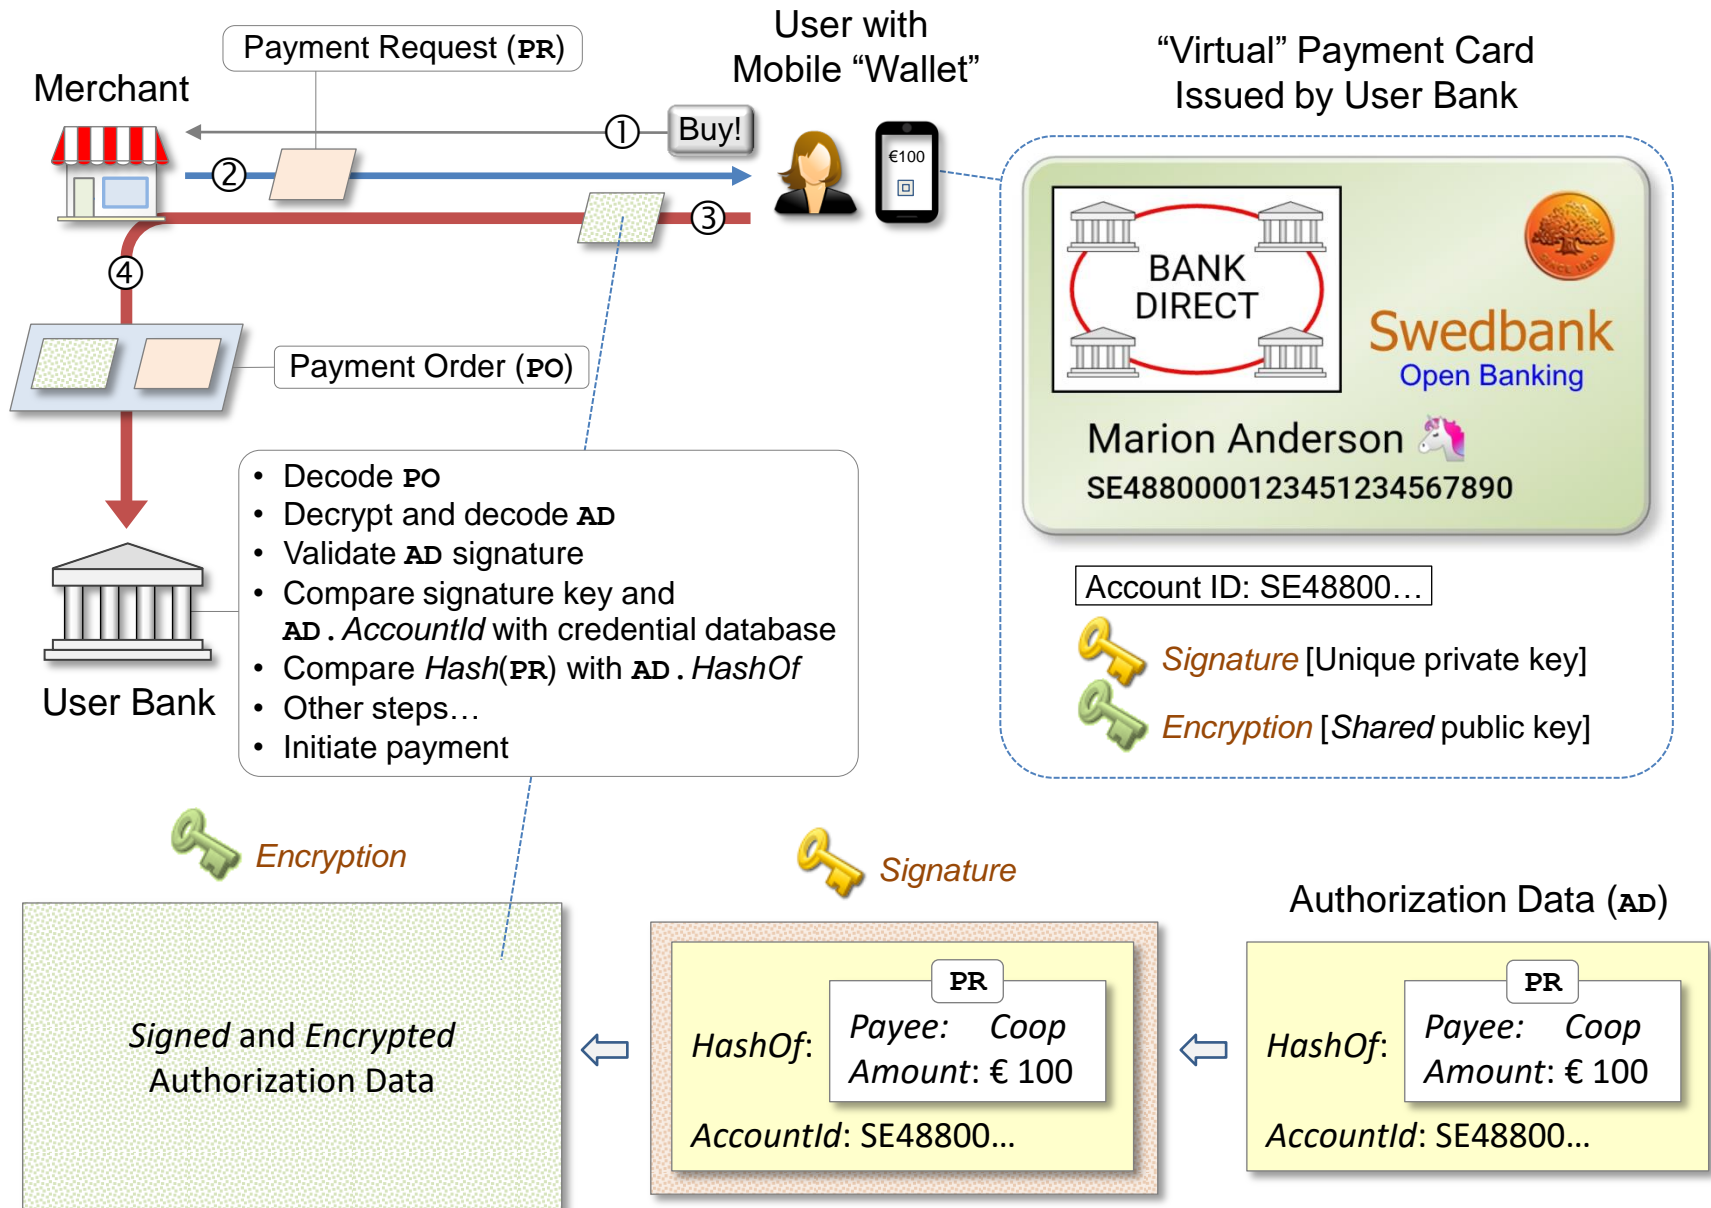 Payment Request (PR)
User with
Mobile “Wallet”
“Virtual” Payment Card
Issued by User Bank
Merchant
①
Buy!
②
€100
③
④
BANK
DIRECT
SINCE 1820
Swedbank
Open Banking
Payment Order (PO)
Marion Anderson
SE4880000123451234567890
• Decode PO
• Decrypt and decode AD
• Validate AD signature
• Compare signature key and
AD.AccountId with credential database
• Compare Hash(PR) with AD.HashOf
• Other steps…
• Initiate payment
User Bank
Account ID: SE48800…
Signature [Unique private key]
Encryption [Shared public key]
Encryption
Signature
Authorization Data (AD)
Signed and Encrypted
Authorization Data
PR
HashOf:
Payee: Coop
Amount: € 100
AccountId: SE48800…
PR
HashOf:
Payee: Coop
Amount: € 100
AccountId: SE48800…